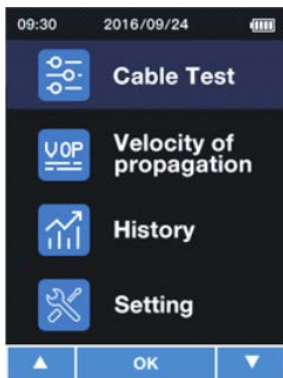 09:30 2016/09/24
Cable Test
VOP
Velocity of
propagation
History
Setting
OK